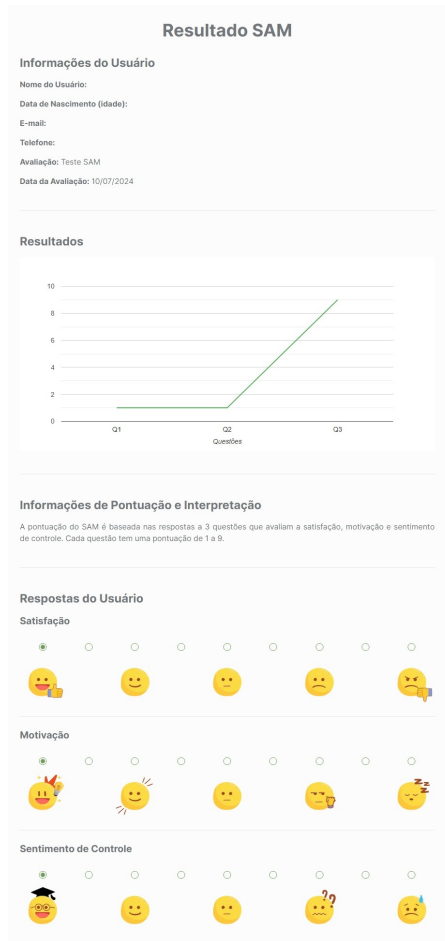 Resultado SAM
Informações do Usuário
Nome do Usuário:
Data de Nascimento (idade):
E-mail:
Telefone:
Avaliação: Teste SAM
Data da Avaliação: 10/07/2024
Resultados
10
8
6
4
2
0
Q1 Q2 Q3
Questões
Informações de Pontuação e Interpretação
A pontuação do SAM é baseada nas respostas a 3 questões que avaliam a satisfação, motivação e sentimento
de controle. Cada questão tem uma pontuação de 1 a 9.
Respostas do Usuário
Satisfação
Motivação
zzz
Sentimento de Controle
??